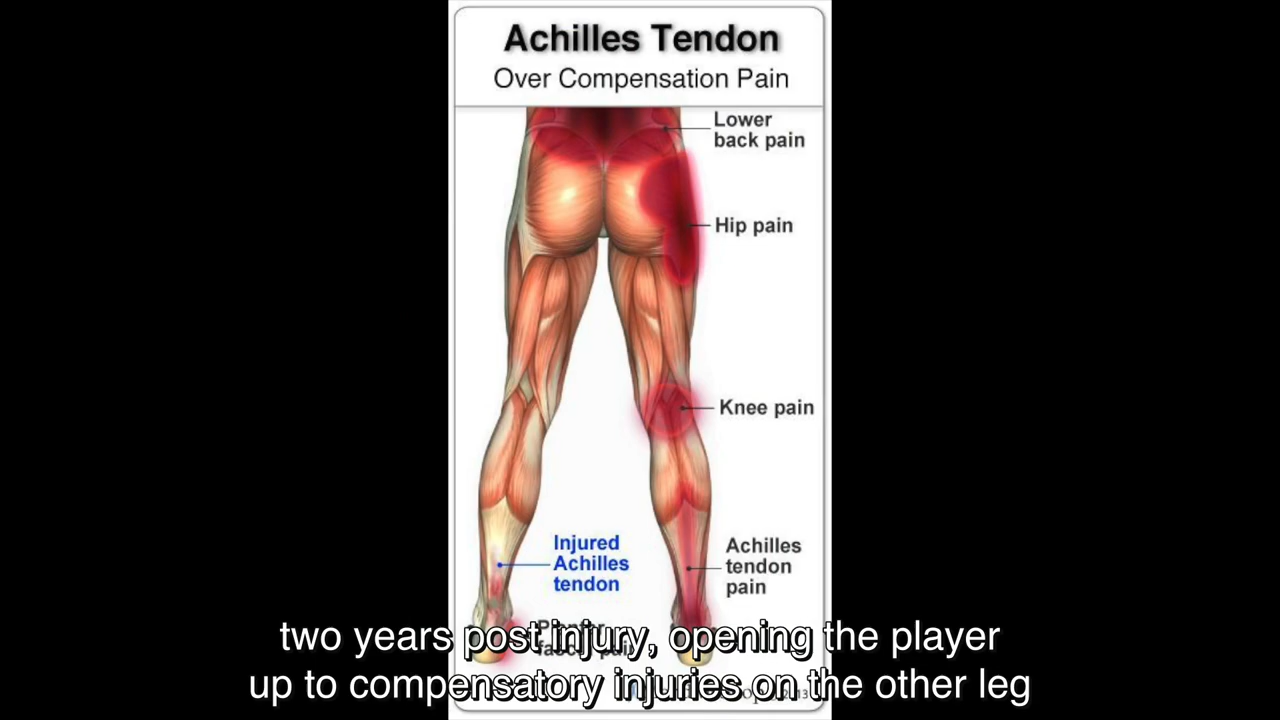 Achilles Tendon
Over Compensation Pain
Lower
back pain
Hip pain
Knee pain
Injured
Achilles
tendon
Achilles
tendon
pain
two years post injury, opening the player
up to compensatory injuries on the other leg